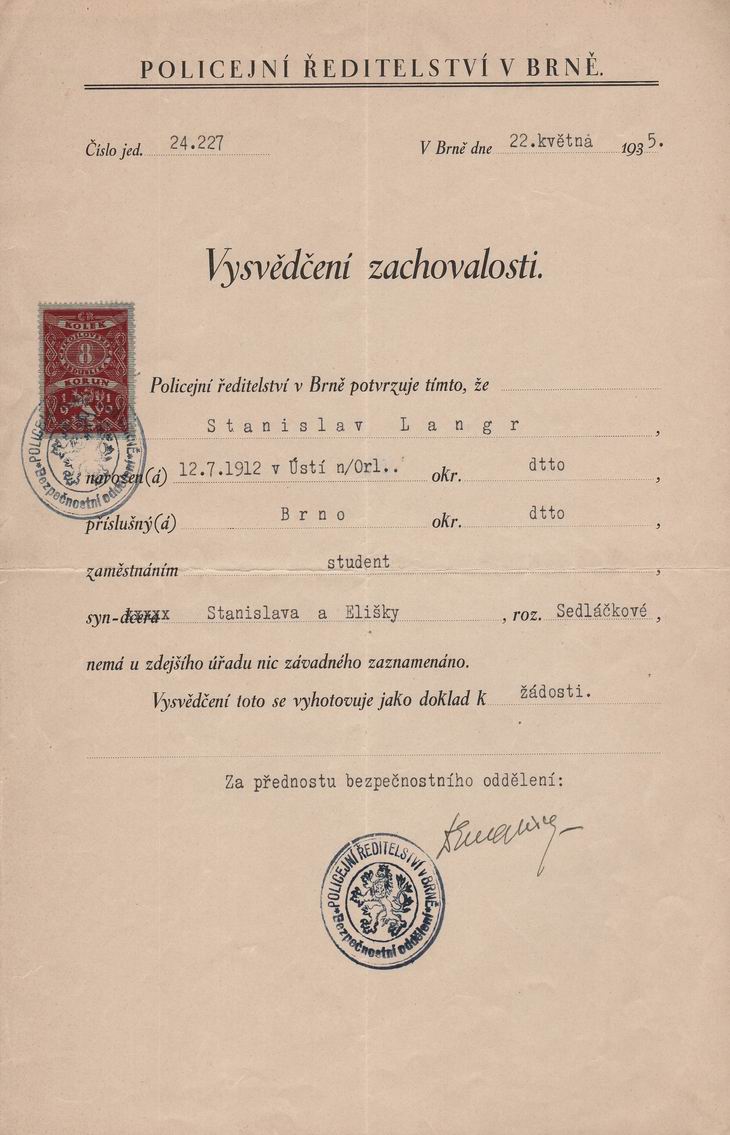 POLICEJNÍ ŘEDITELSTVÍ V BRNĚ.
Číslo jed. 24.227 V Brně dne 22.května 1935.
Vysvědčení zachovalosti.
KOLEK
8
KORUN
Policejní ředitelství v Brně potvrzuje tímto, že
Stanislav Langr,
narozen(á) 12.7.1912 v Ústí n/Orl.. okr. dtto,
příslušný(á) Brno okr. dtto,
zaměstnáním student,
syn-dcera Stanislava a Elišky, roz. Sedláčkové,
nemá u zdejšího úřadu nic závadného zaznamenáno.
Vysvědčení toto se vyhotovuje jako doklad k žádosti.
Za přednostu bezpečnostního oddělení:
POLICEJNÍ ŘEDITELSTVÍ V BRNĚ
Bezpečnostní oddělení